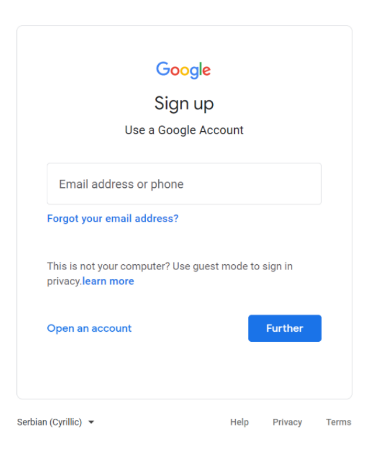 Google
Sign up
Use a Google Account
Email address or phone
Forgot your email address?
This is not your computer? Use guest mode to sign in
privacy.learn more
Open an account
Further
Serbian (Cyrillic)
Help
Privacy
Terms